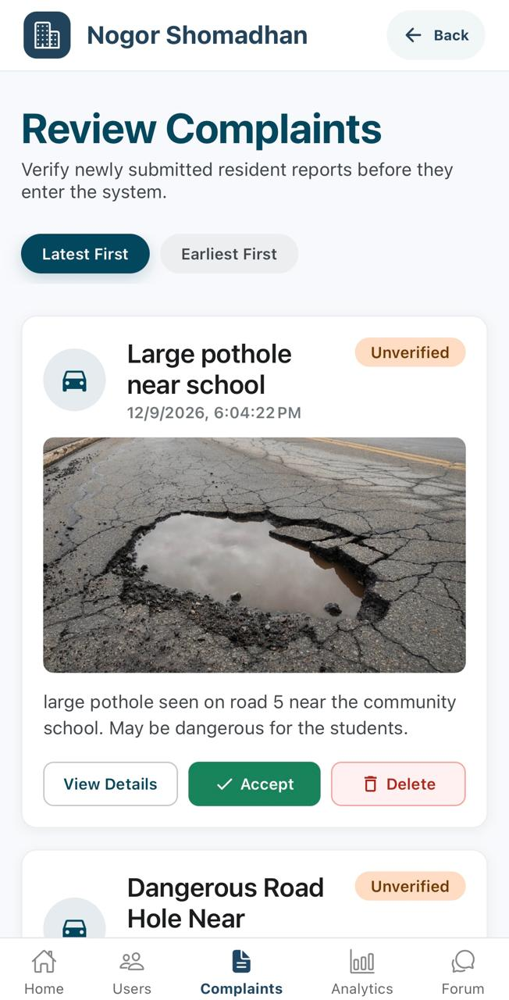 Nogor Shomadhan
Back
Review Complaints
Verify newly submitted resident reports before they
enter the system.
Latest First
Earliest First
Large pothole
near school
Unverified
12/9/2026, 6:04:22 PM
large pothole seen on road 5 near the community
school. May be dangerous for the students.
View Details
Accept
Delete
Dangerous Road
Hole Near
Unverified
Home
Users
Complaints
Analytics
Forum